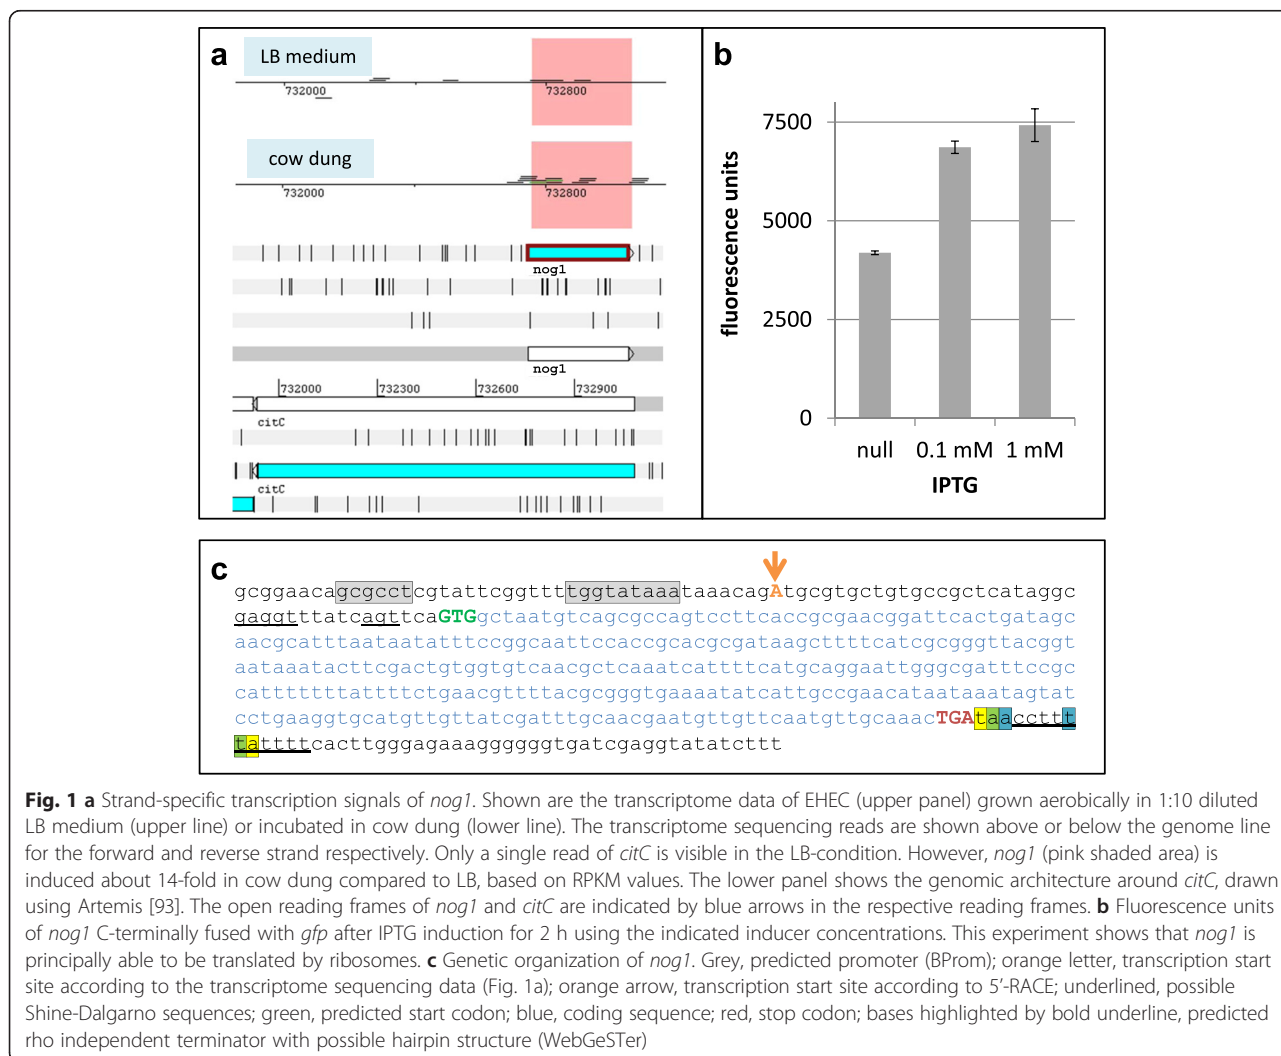 a
LB medium
732000
732800
cow dung
732000
732800
nog1
nog1
732000
732300
732600
732900
citC
citC
b
fluorescence units
7500
5000
2500
0
null
0.1 mM
1 mM
IPTG
c
gcggaacagcgcctcgtattcggttttggtataaataaacagAtgcgtgctgtgccgctcataggc
gaggtttatcagttcaGTGgctaatgtcagcgccagtccttcaccgcgaacggattcactgatagc
aacgcatttaataatatttccggcaattccaccgcacgcgataagcttttcatcgcgggttacggt
aataaatacttcgactgtggtgtcaacgctcaaatcattttcatgcaggaattgggcgatttccgc
catttttttattttctgaacgttttacgcgggtgaaaatatcattgccgaacataataaatagtat
cctgaaggtgcatgttgttatcgatttgcaacgaatgttgttcaatgttgcaaacTGAtaaccttt
tattttcacttgggagaaaggggggtgatcgaggtatatcttt
Fig. 1 a Strand-specific transcription signals of nog1. Shown are the transcriptome data of EHEC (upper panel) grown aerobically in 1:10 diluted
LB medium (upper line) or incubated in cow dung (lower line). The transcriptome sequencing reads are shown above or below the genome line
for the forward and reverse strand respectively. Only a single read of citC is visible in the LB-condition. However, nog1 (pink shaded area) is
induced about 14-fold in cow dung compared to LB, based on RPKM values. The lower panel shows the genomic architecture around citC, drawn
using Artemis [93]. The open reading frames of nog1 and citC are indicated by blue arrows in the respective reading frames. b Fluorescence units
of nog1 C-terminally fused with gfp after IPTG induction for 2 h using the indicated inducer concentrations. This experiment shows that nog1 is
principally able to be translated by ribosomes. c Genetic organization of nog1. Grey, predicted promoter (BProm); orange letter, transcription start
site according to the transcriptome sequencing data (Fig. 1a); orange arrow, transcription start site according to 5′-RACE; underlined, possible
Shine-Dalgarno sequences; green, predicted start codon; blue, coding sequence; red, stop codon; bases highlighted by bold underline, predicted
rho independent terminator with possible hairpin structure (WebGeSTer)